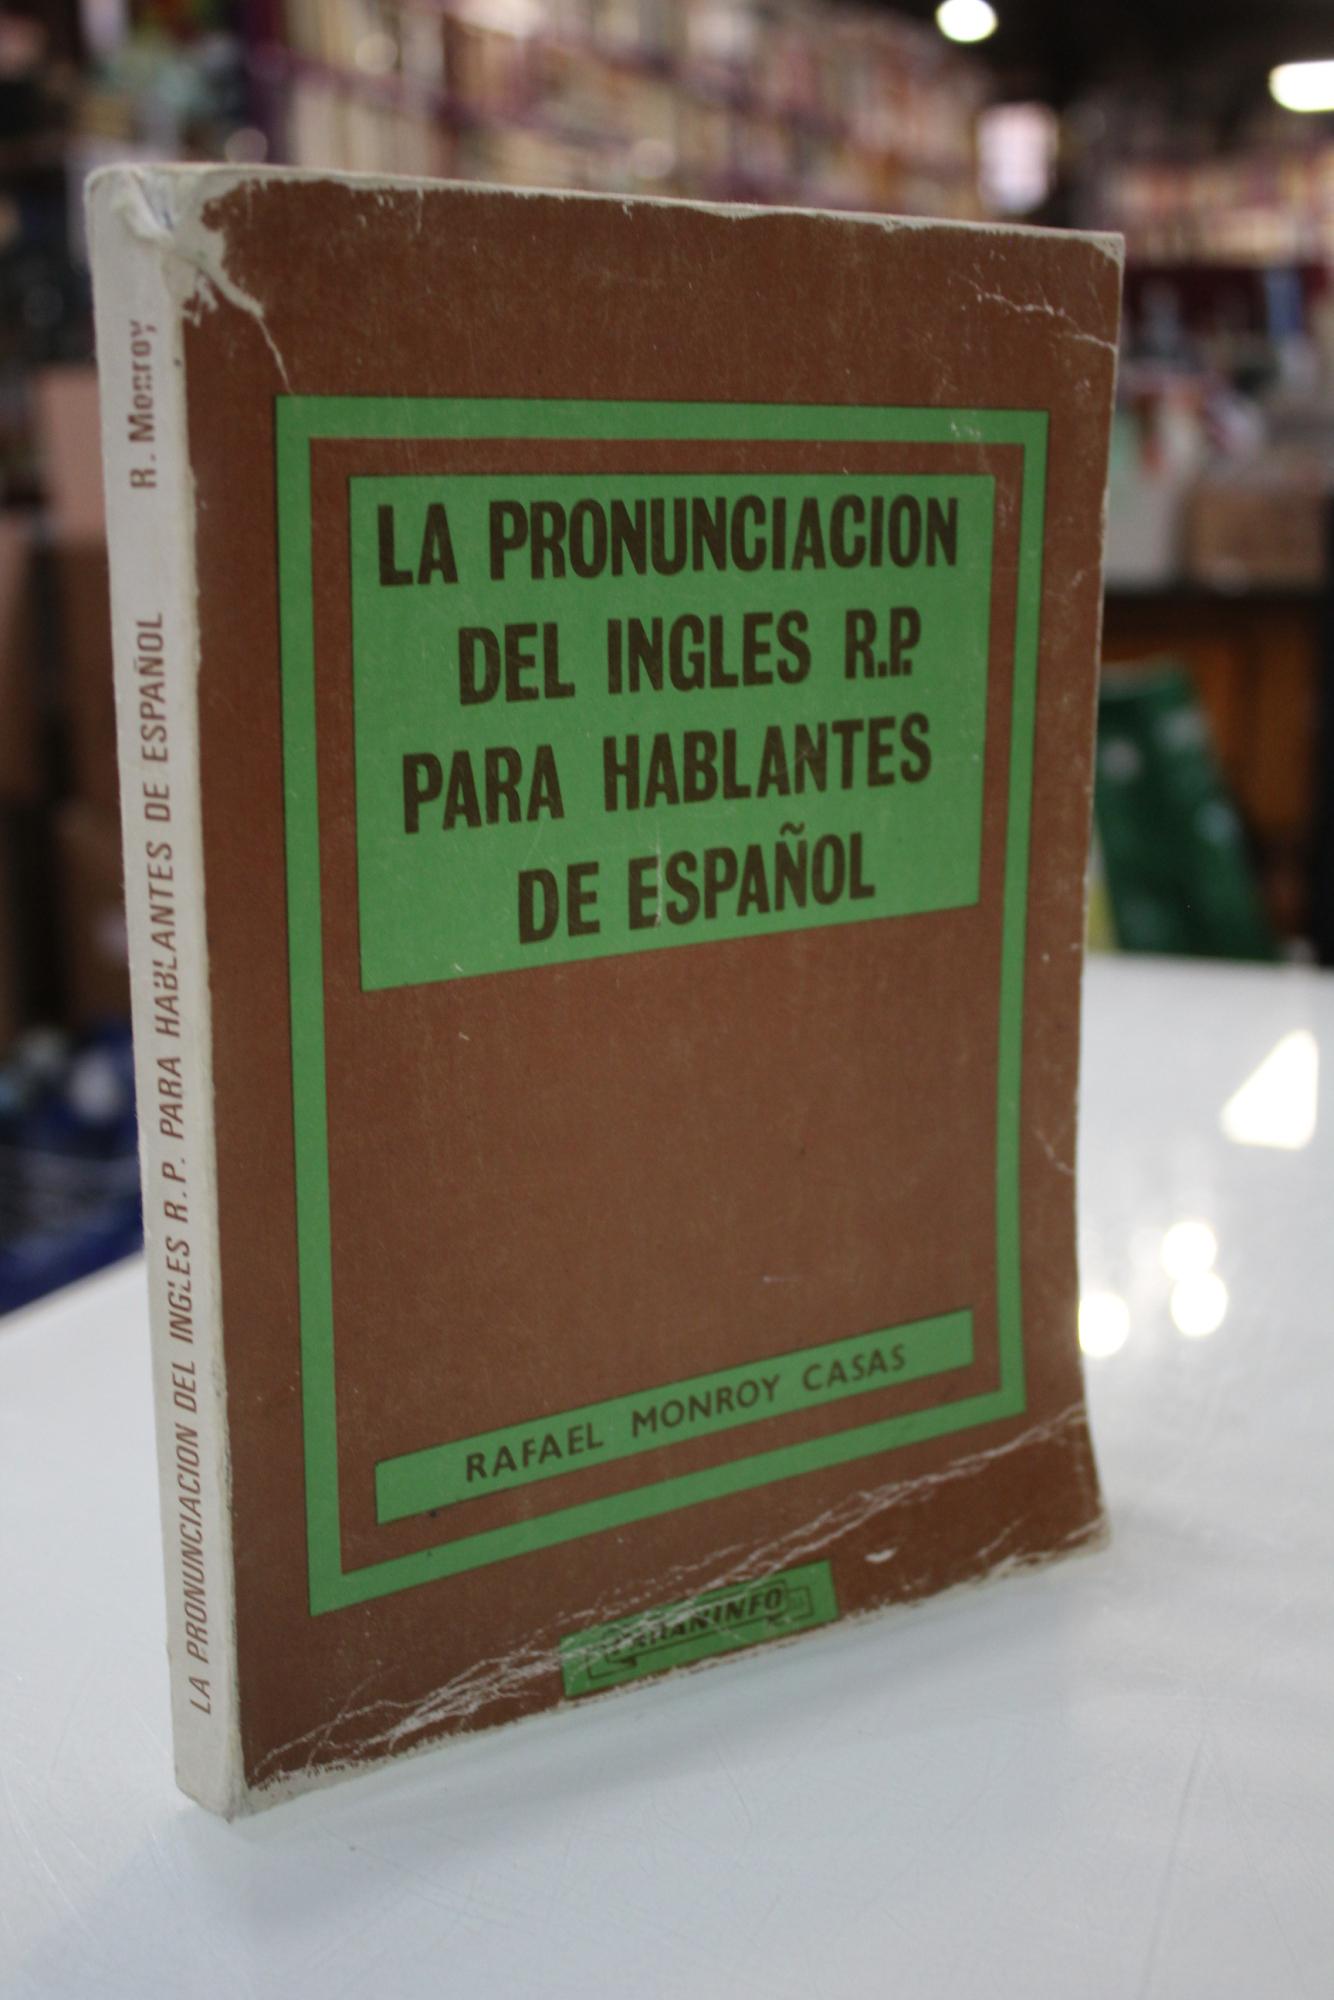 LA PRONUNCIACION
DEL INGLES R.P.
PARA HABLANTES
DE ESPAÑOL
RAFAEL MONROY CASAS
PARANINFO
LA PRONUNCIACION DEL INGLES R.P. PARA HABLANTES DE ESPAÑOL R. Monroy